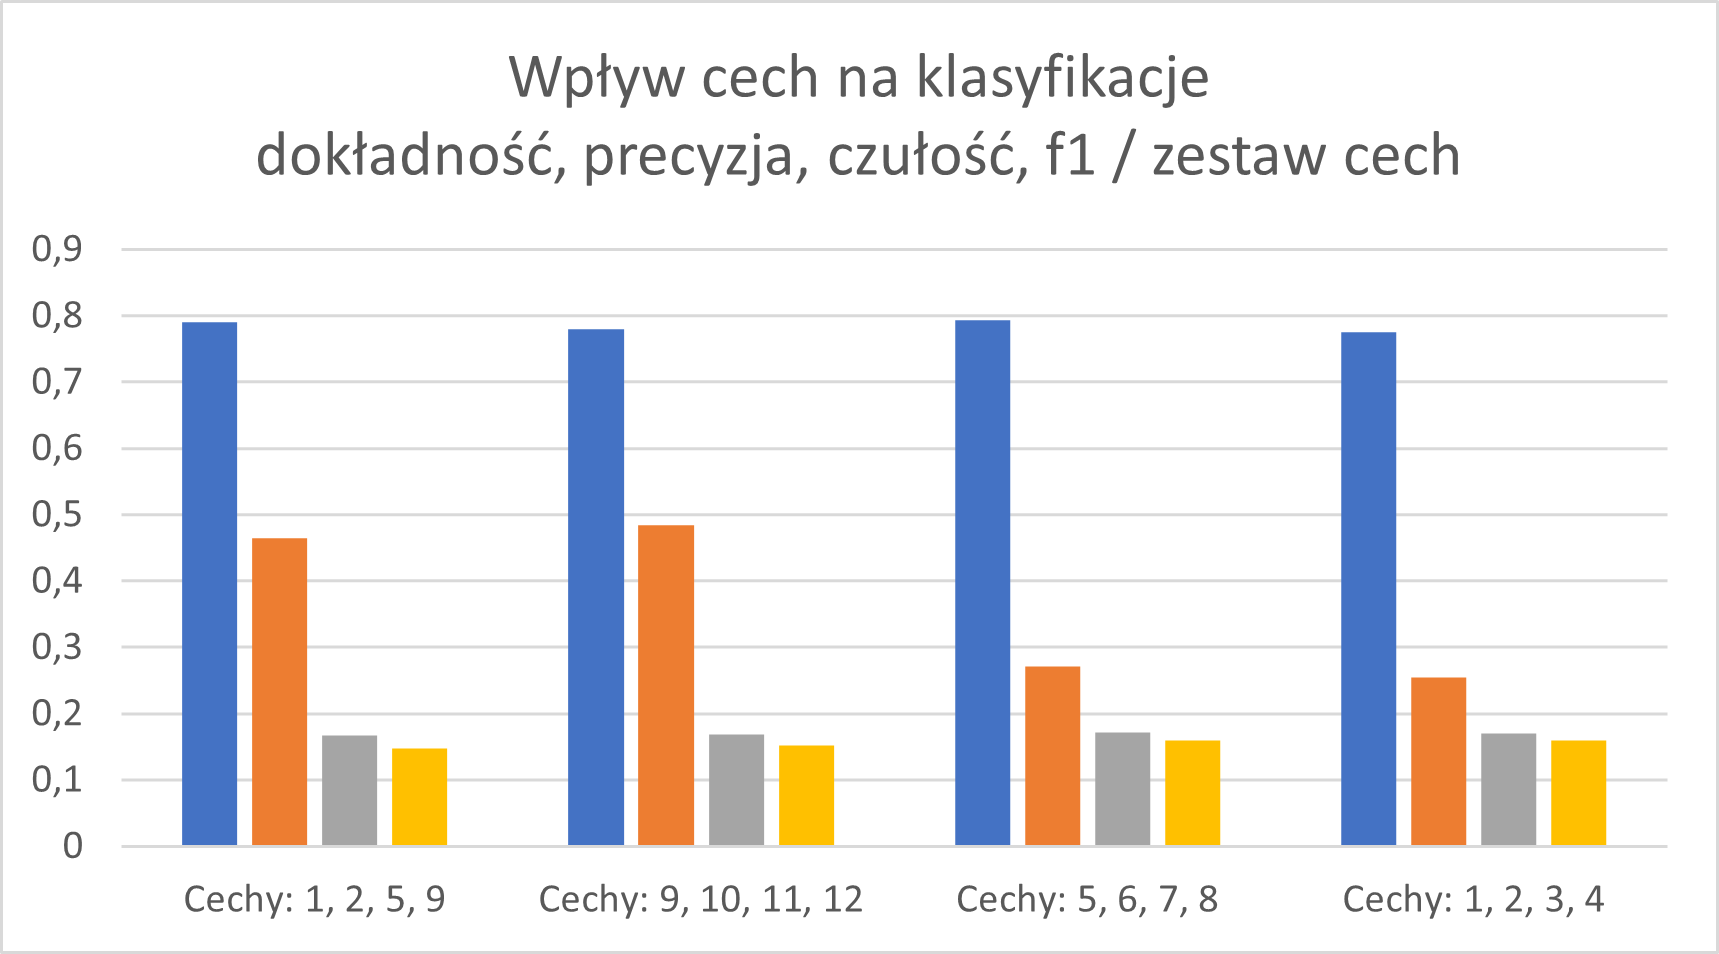 Wpływ cech na klasyfikacje
dokładność, precyzja, czułość, f1 / zestaw cech
0,9
0,8
0,7
0,6
0,5
0,4
0,3
0,2
0,1
0
Cechy: 1, 2, 5, 9
Cechy: 9, 10, 11, 12
Cechy: 5, 6, 7, 8
Cechy: 1, 2, 3, 4